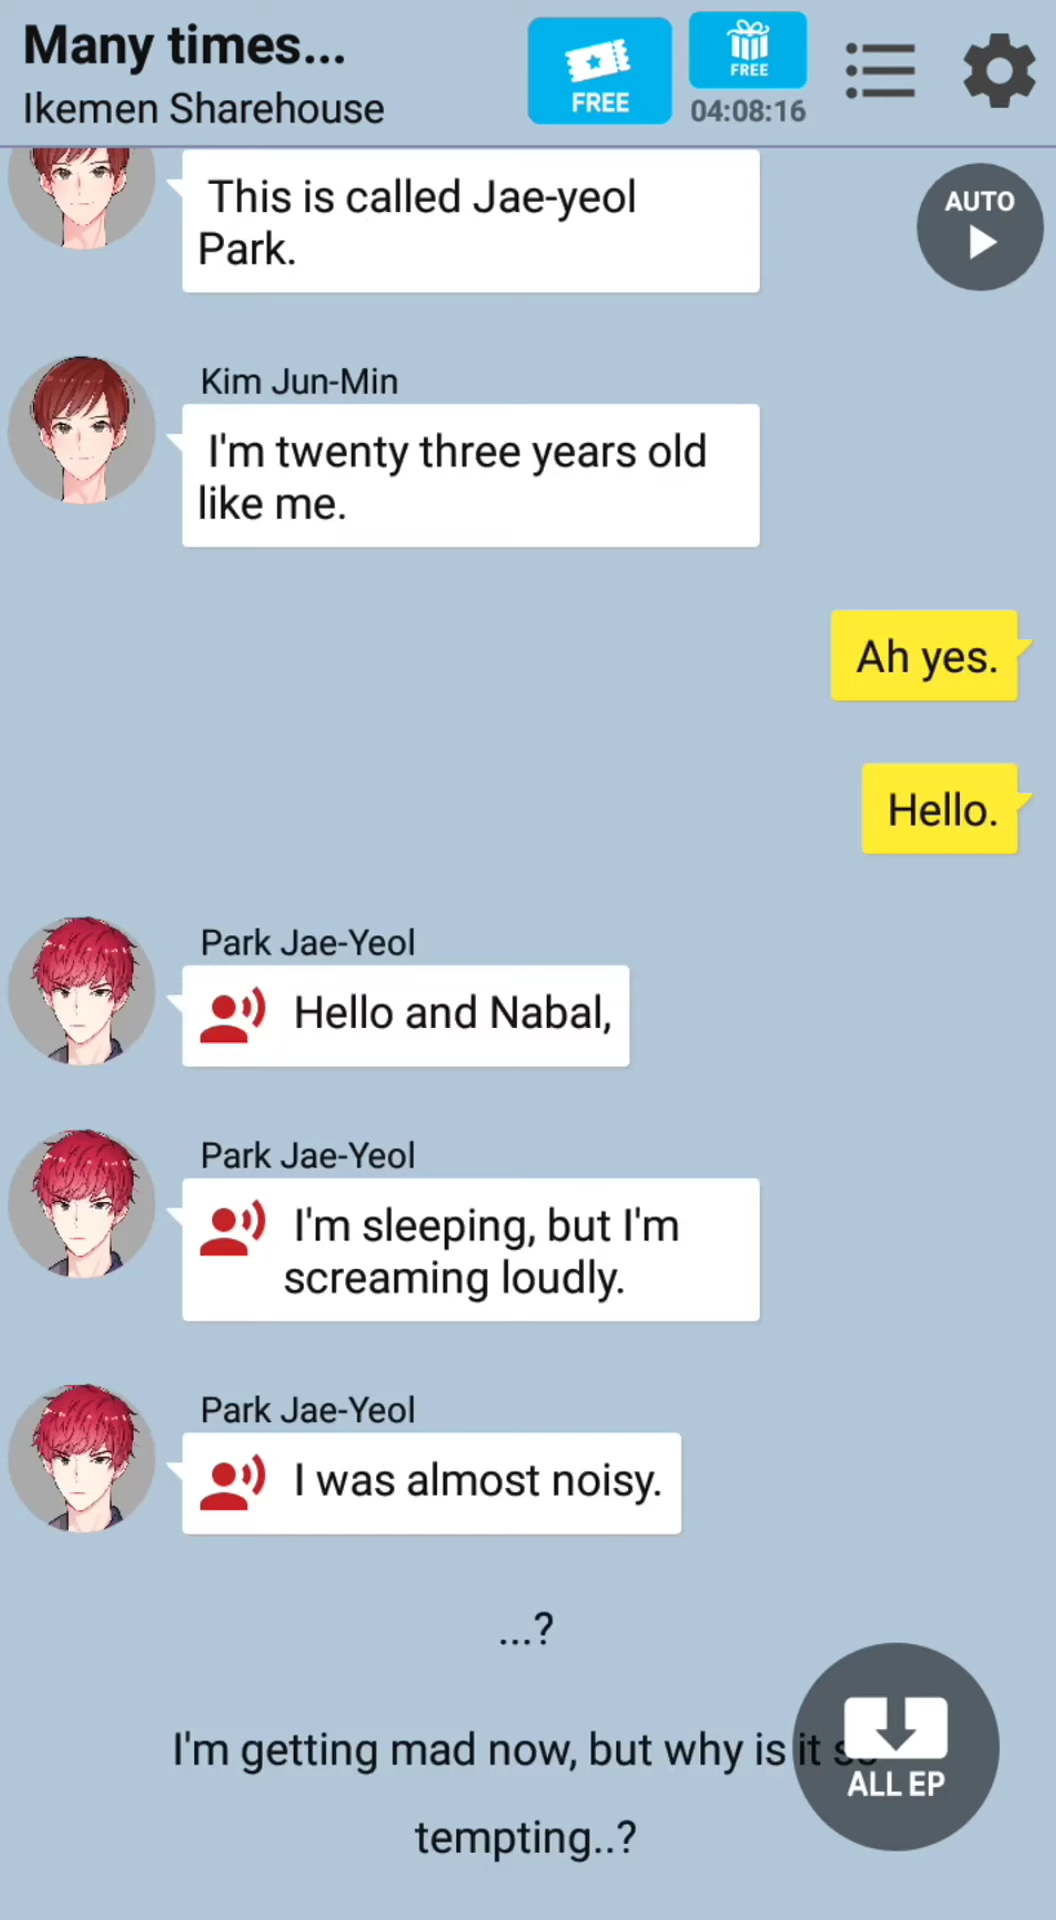 Many times...
Ikemen Sharehouse
FREE
FREE
04:08:16
AUTO
This is called Jae-yeol
Park.
Kim Jun-Min
I'm twenty three years old
like me.
Ah yes.
Hello.
Park Jae-Yeol
Hello and Nabal,
Park Jae-Yeol
I'm sleeping, but I'm
screaming loudly.
Park Jae-Yeol
I was almost noisy.
...?
I'm getting mad now, but why is it so
tempting..?
ALL EP